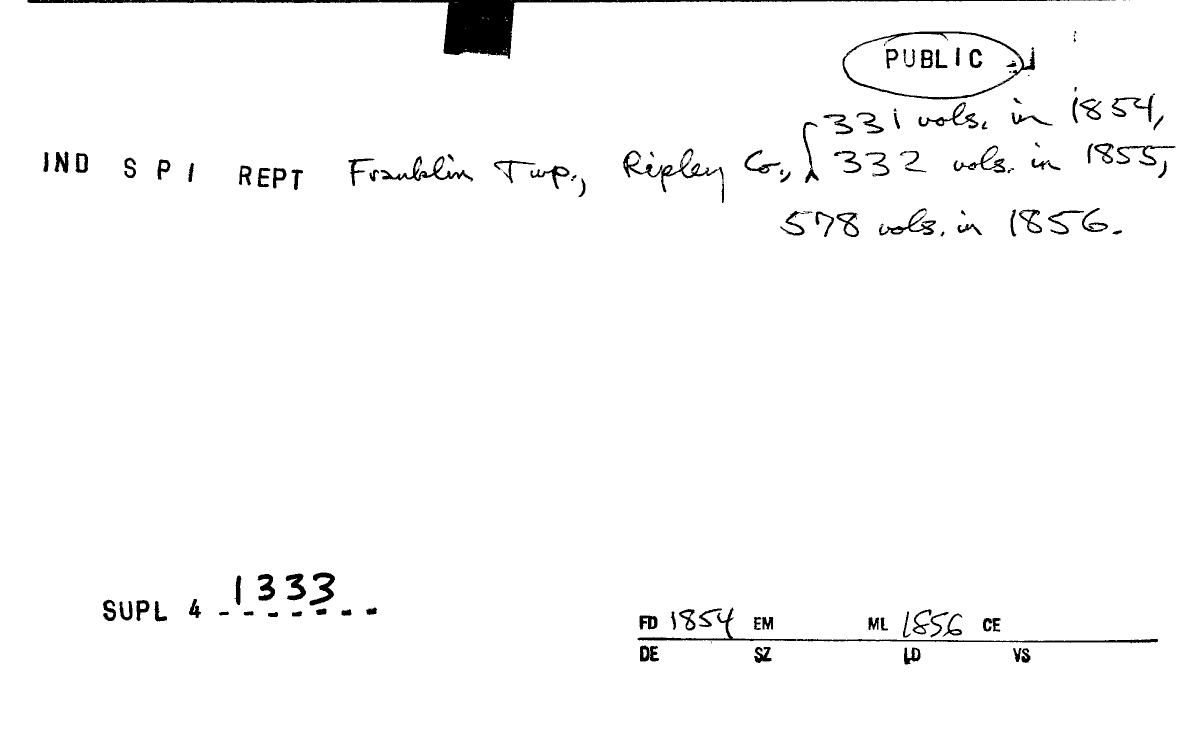 PUBLIC
331 vols. in 1854,
IND S P I REPT Franklin Twp., Ripley Co., 332 vols. in 1855,
578 vols. in 1856.
SUPL 4 1333
FD 1854 EM ML 1856 CE
DE SZ LD VS